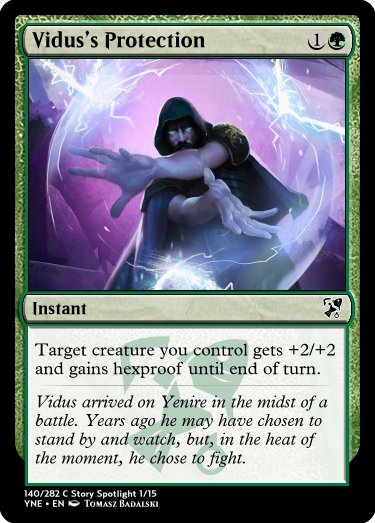 Vidus's Protection 1
Instant
Target creature you control gets +2/+2
and gains hexproof until end of turn.
Vidus arrived on Yenire in the midst of a
battle. Years ago he may have chosen to
stand by and watch, but, in the heat of
the moment, he chose to fight.
140/282 C Story Spotlight 1/15
YNE • EN Tomasz Badalski